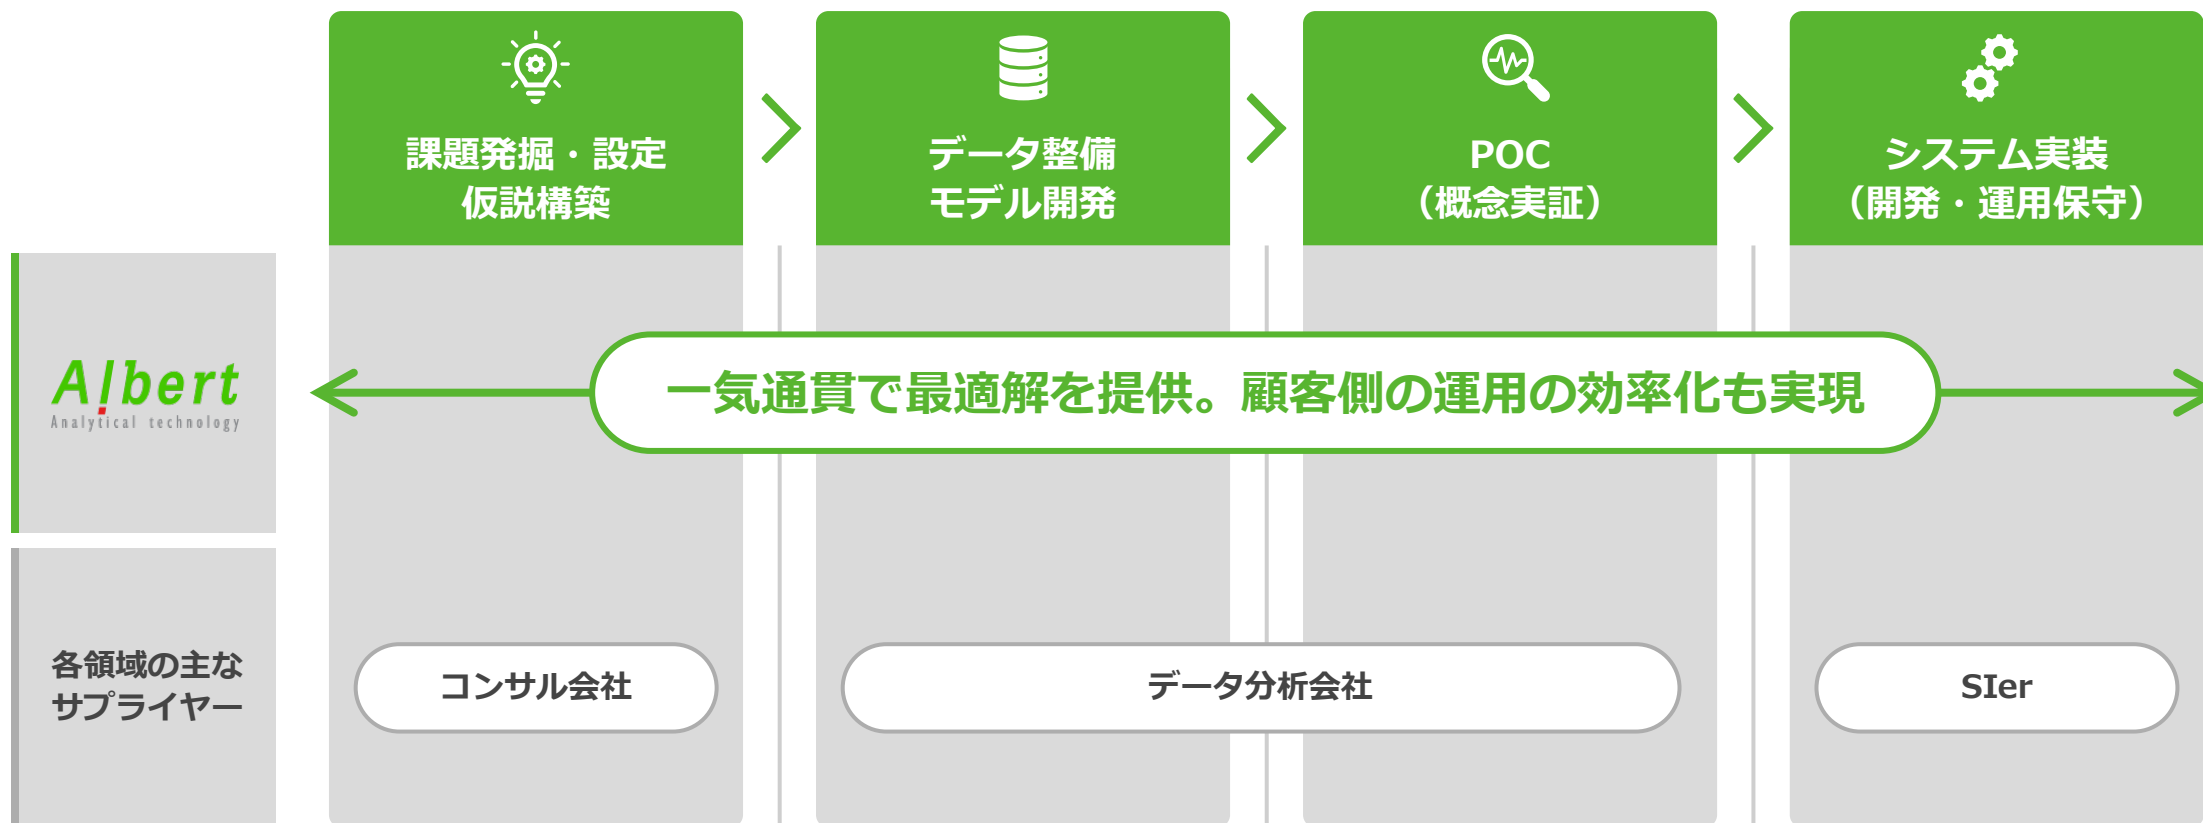 課題発掘・設定
仮説構築
データ整備
モデル開発
POC
（概念実証）
システム実装
（開発・運用保守）
Albert
Analytical technology
一気通貫で最適解を提供。顧客側の運用の効率化も実現
各領域の主な
サプライヤー
コンサル会社
データ分析会社
SIer